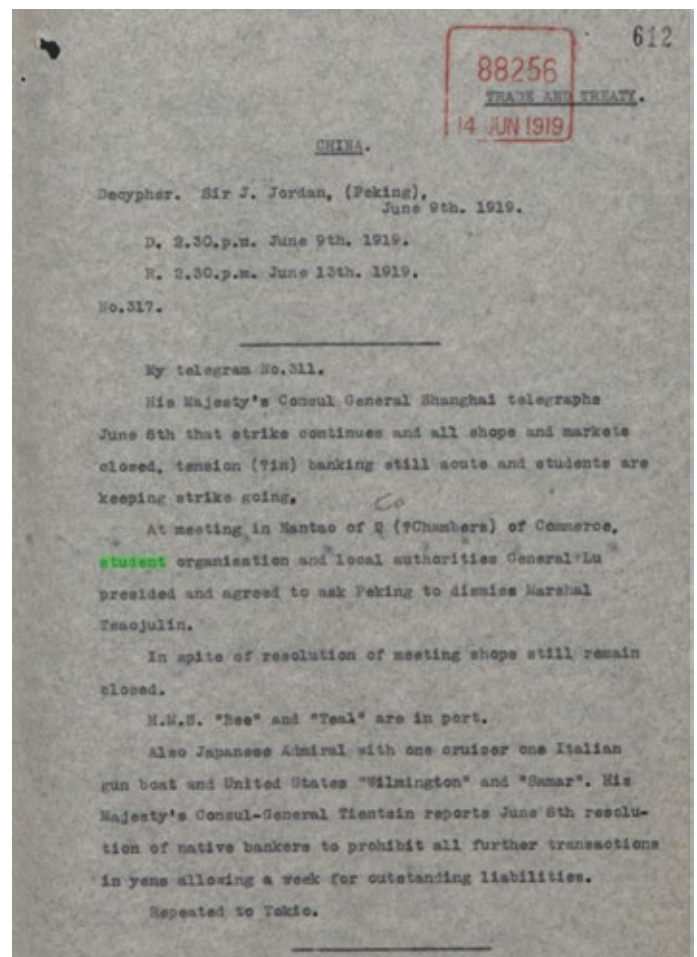 612
88256
TRADE AND TREATY.
14 JUN 1919
CHINA.
Decypher. Sir J. Jordan, (Peking),
June 9th. 1919.
D. 2.30.p.m. June 9th. 1919.
R. 2.30.p.m. June 13th. 1919.
No.317.
My telegram No.311.
His Majesty's Consul General Shanghai telegraphs
June 8th that strike continues and all shops and markets
closed, tension (?in) banking still acute and students are
keeping strike going.
Co
At meeting in Nantao of 2 (?Chambers) of Commerce,
student organisation and local authorities General Lu
presided and agreed to ask Peking to dismiss Marshal
Tsaojulin.
In spite of resolution of meeting shops still remain
closed.
H.M.S. "Bee" and "Teal" are in port.
Also Japanese Admiral with one cruiser one Italian
gun boat and United States "Wilmington" and "Samar". His
Majesty's Consul-General Tientsin reports June 8th resolu-
tion of native bankers to prohibit all further transactions
in yens allowing a week for outstanding liabilities.
Repeated to Tokio.